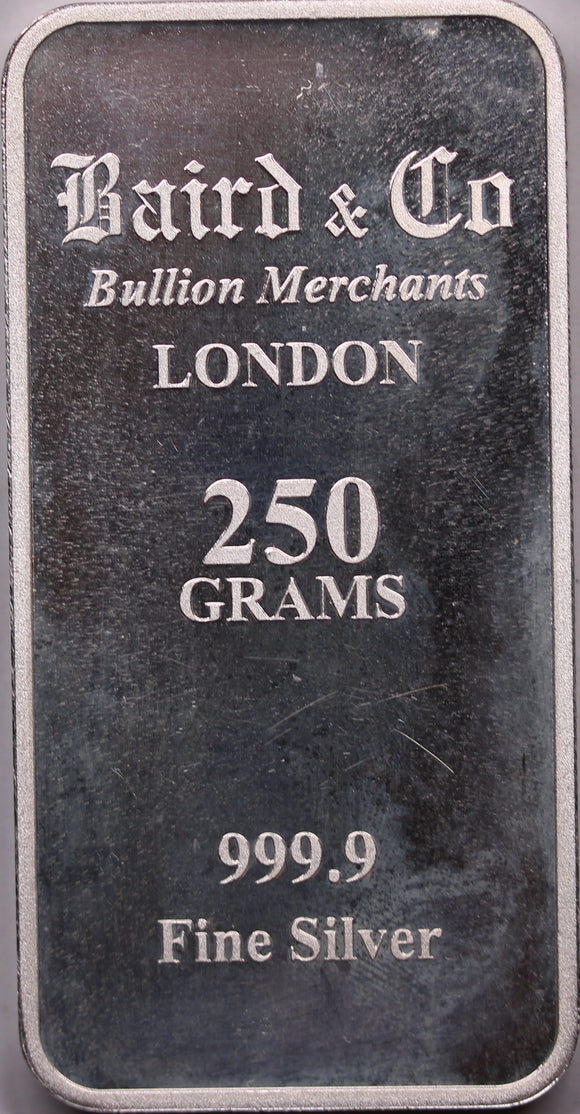 Baird & Co
Bullion Merchants
LONDON
250
GRAMS
999.9
Fine Silver